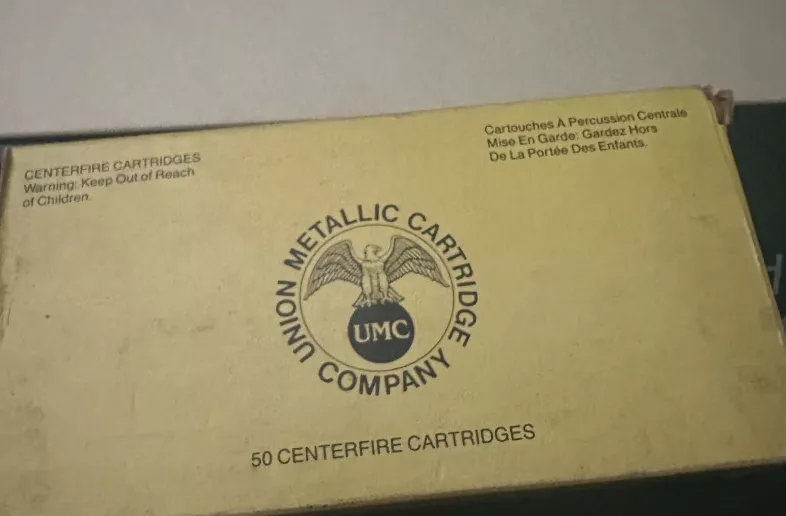 CENTERFIRE CARTRIDGES
Warning: Keep Out of Reach
of Children.
Cartouches À Percussion Centrale
Mise En Garde: Gardez Hors
De La Portée Des Enfants.
UNION METALLIC CARTRIDGE COMPANY
UMC
50 CENTERFIRE CARTRIDGES